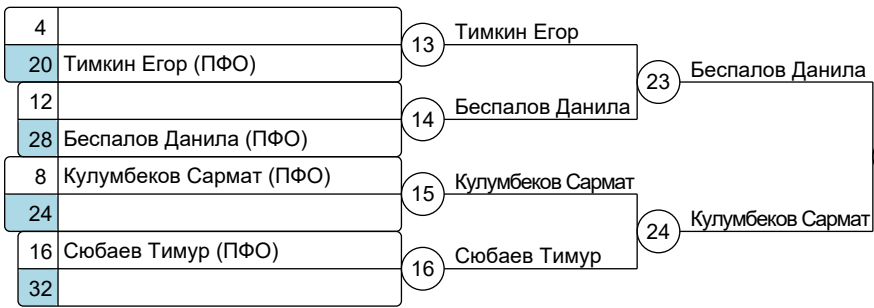 4
13
Тимкин Егор
20 Тимкин Егор (ПФО)
23
Беспалов Данила
12
14
Беспалов Данила
28 Беспалов Данила (ПФО)
8 Кулумбеков Сармат (ПФО)
15
Кулумбеков Сармат
24
24
Кулумбеков Сармат
16 Сюбаев Тимур (ПФО)
16
Сюбаев Тимур
32